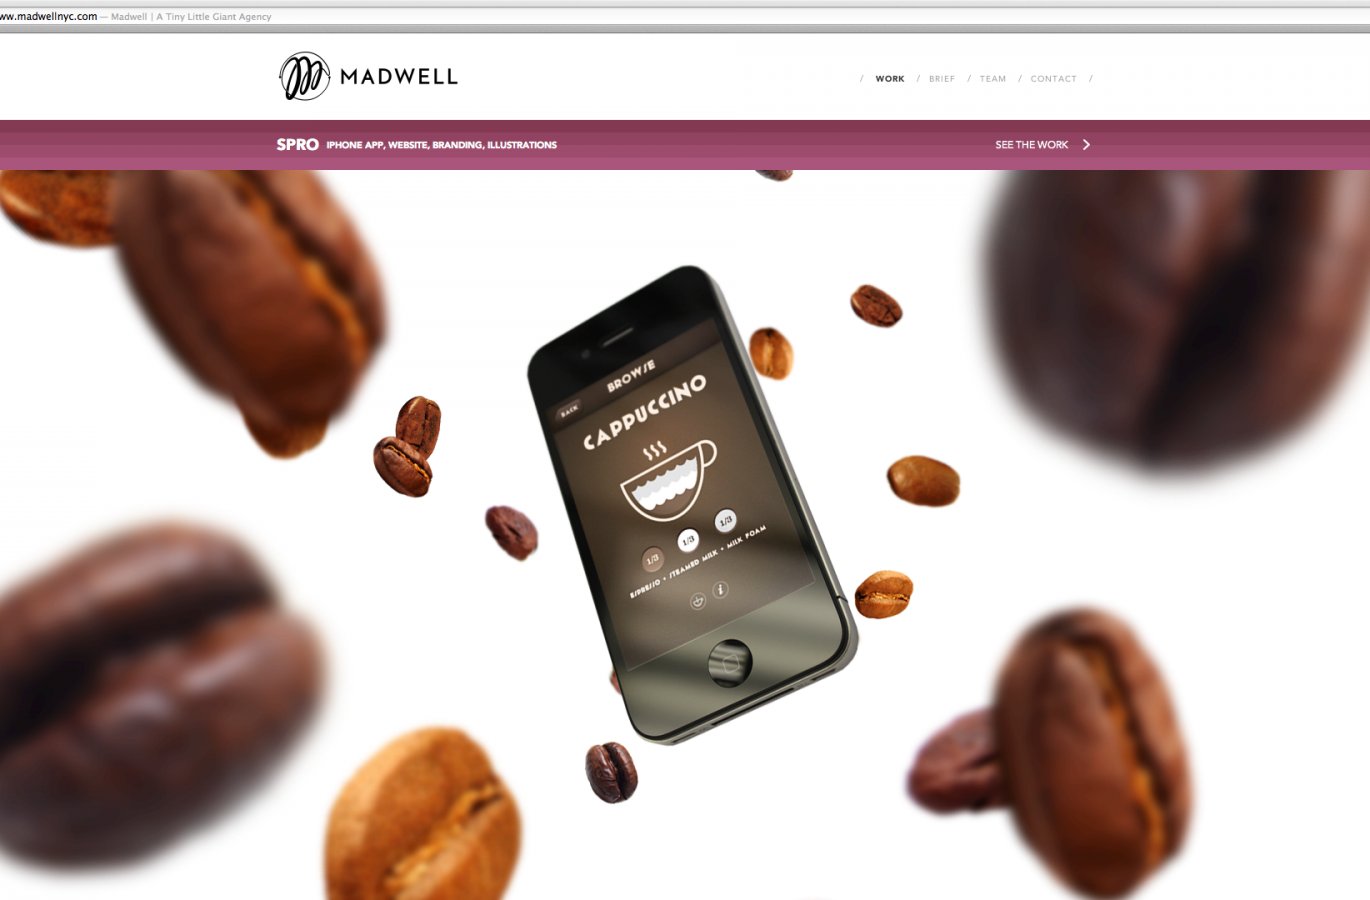 ww.madwellnyc.com — Madwell | A Tiny Little Giant Agency
MADWELL
/ WORK / BRIEF / TEAM / CONTACT /
SPRO IPHONE APP, WEBSITE, BRANDING, ILLUSTRATIONS
SEE THE WORK
BROWSE
BACK
CAPPUCCINO
1/3 1/3 1/3
ESPRESSO + STEAMED MILK + MILK FOAM
i